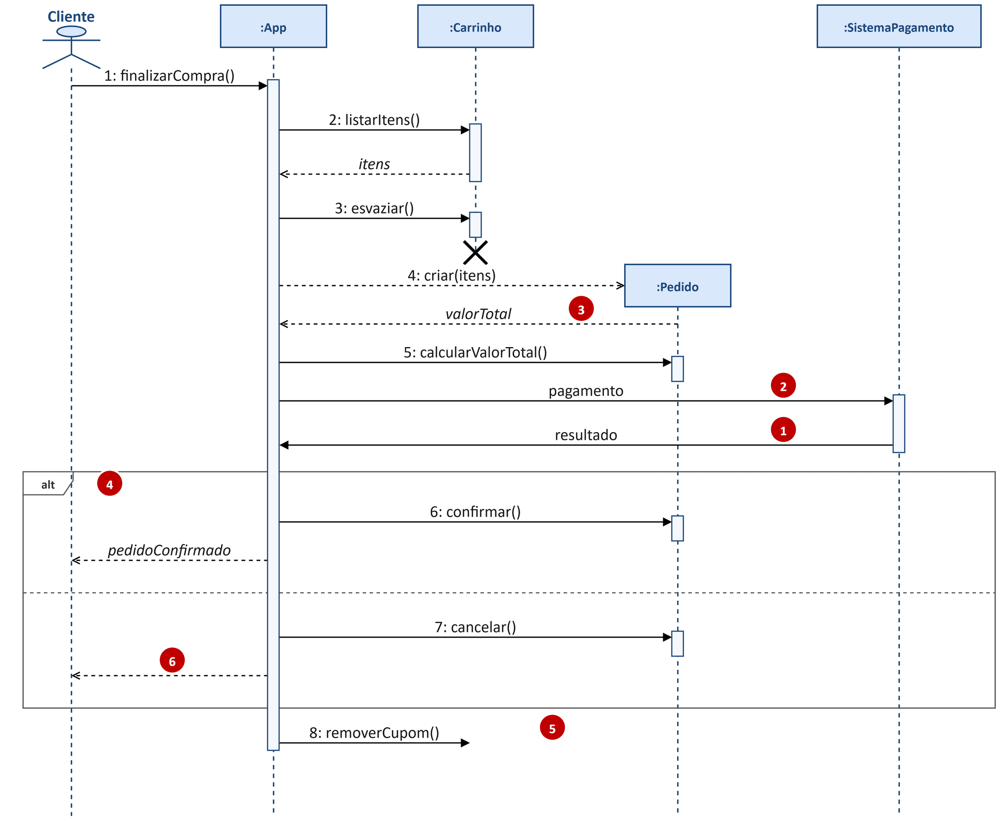 Cliente
:App
:Carrinho
:SistemaPagamento
1: finalizarCompra()
2: listarItens()
itens
3: esvaziar()
4: criar(itens)
:Pedido
3
valorTotal
5: calcularValorTotal()
2
pagamento
1
resultado
alt
4
6: confirmar()
pedidoConfirmado
7: cancelar()
6
5
8: removerCupom()